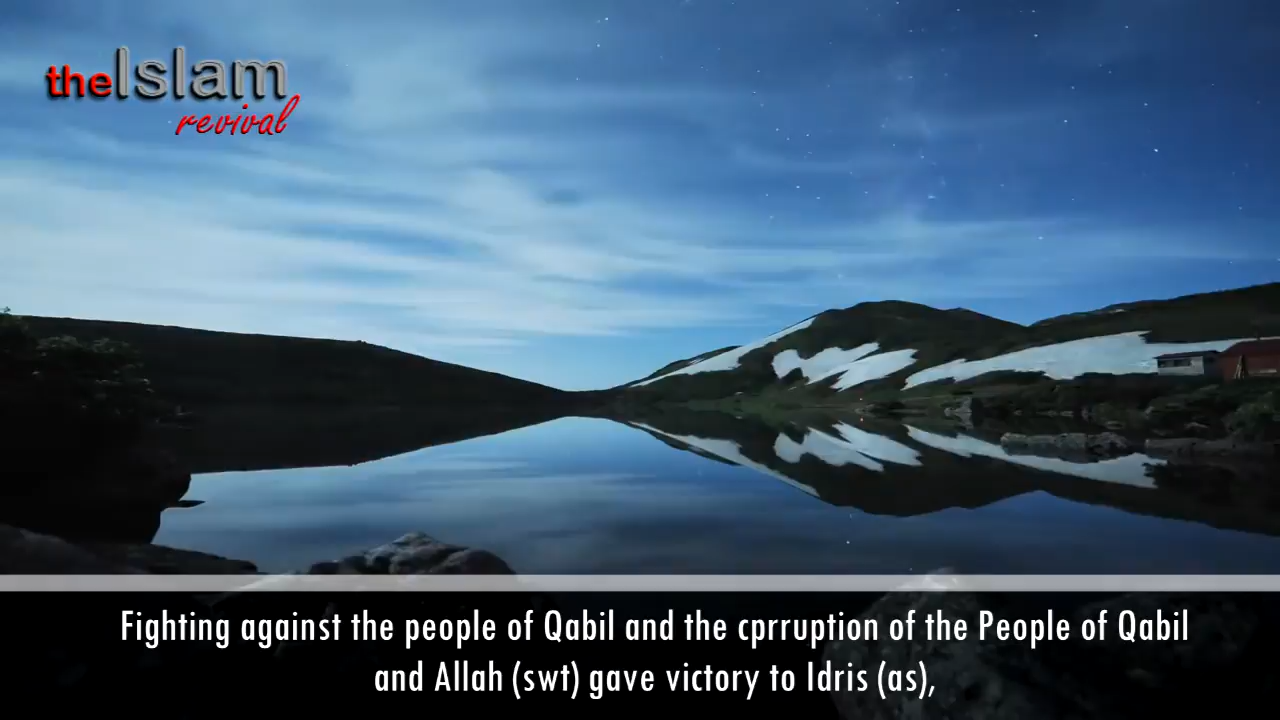 theIslam
revival
Fighting against the people of Qabil and the cprruption of the People of Qabil
and Allah (swt) gave victory to Idris (as),